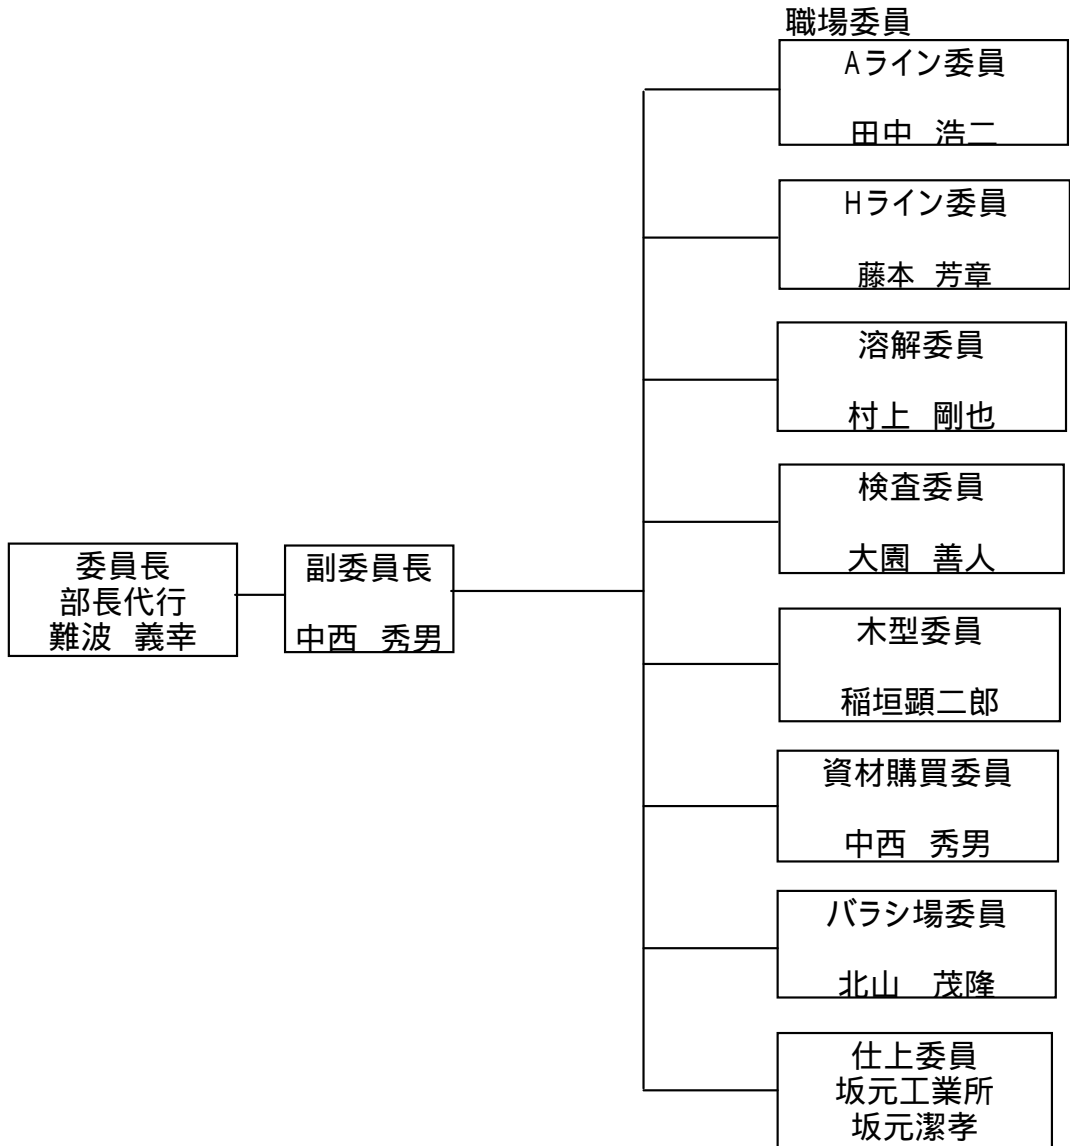 職場委員
Aライン委員
田中 浩二
Hライン委員
藤本 芳章
溶解委員
村上 剛也
検査委員
大園 善人
委員長
部長代行
難波 義幸
副委員長
中西 秀男
木型委員
稲垣顕二郎
資材購買委員
中西 秀男
バラシ場委員
北山 茂隆
仕上委員
坂元工業所
坂元潔孝